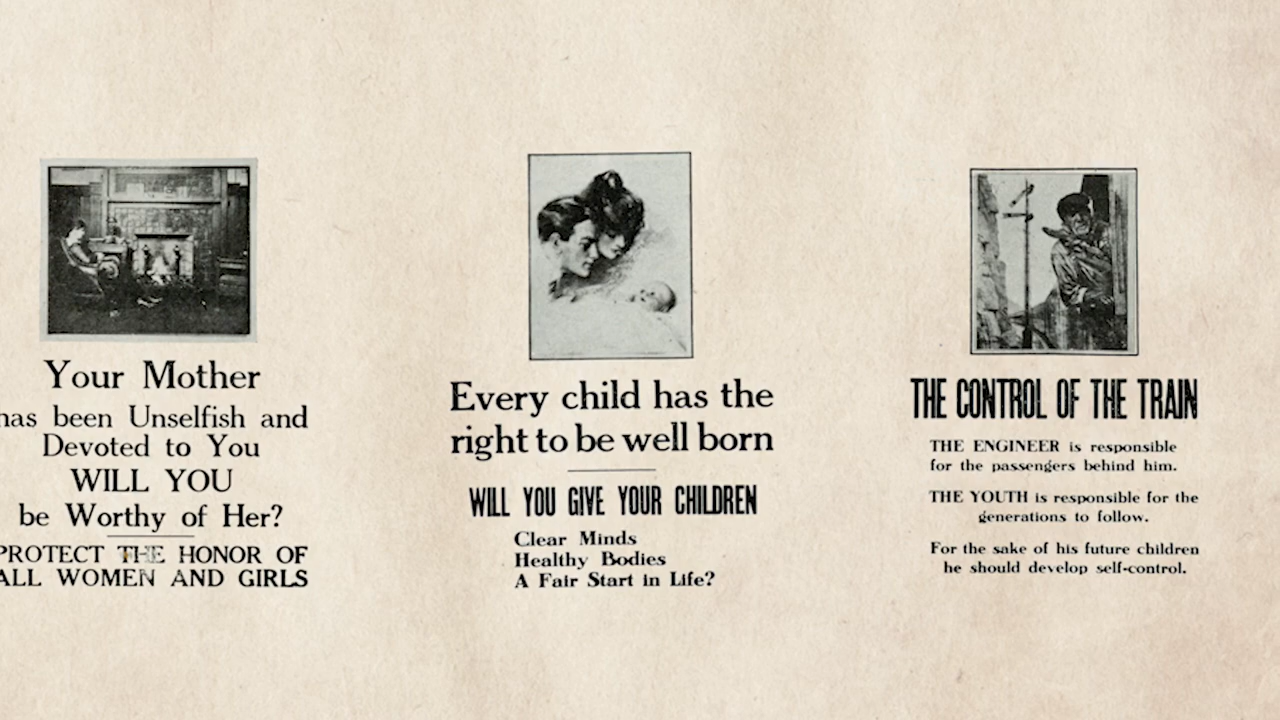 Your Mother
has been Unselfish and
Devoted to You
WILL YOU
be Worthy of Her?
PROTECT THE HONOR OF
ALL WOMEN AND GIRLS
Every child has the
right to be well born
WILL YOU GIVE YOUR CHILDREN
Clear Minds
Healthy Bodies
A Fair Start in Life?
THE CONTROL OF THE TRAIN
THE ENGINEER is responsible
for the passengers behind him.
THE YOUTH is responsible for the
generations to follow.
For the sake of his future children
he should develop self-control.